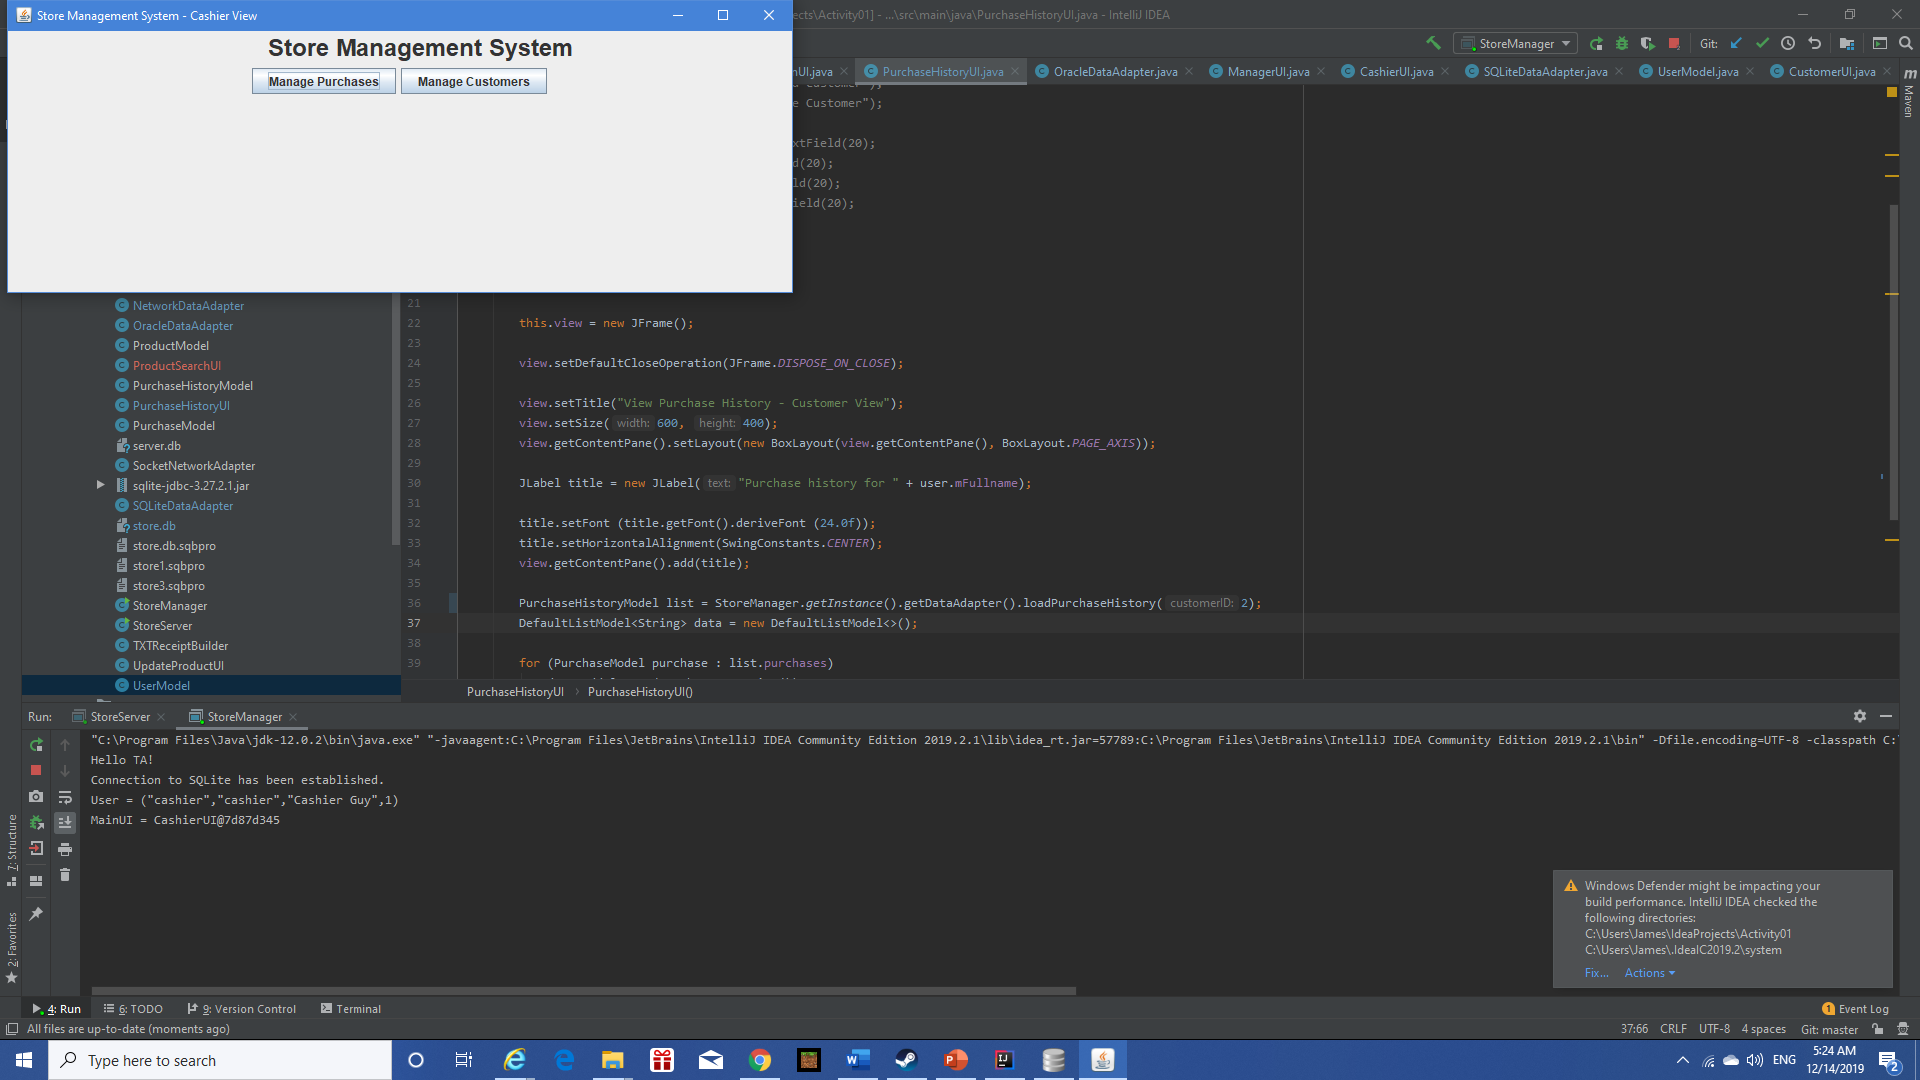 Store Management System - Cashier View
Store Management System
Manage Purchases
Manage Customers
ects\Activity01] - ...\src\main\java\PurchaseHistoryUI.java - IntelliJ IDEA
StoreManager
Git:
nUI.java
PurchaseHistoryUI.java
OracleDataAdapter.java
ManagerUI.java
CashierUI.java
SQLiteDataAdapter.java
UserModel.java
CustomerUI.java
Maven
e Customer");
xtField(20);
d(20);
ld(20);
ield(20);
NetworkDataAdapter
OracleDataAdapter
ProductModel
ProductSearchUI
PurchaseHistoryModel
PurchaseHistoryUI
PurchaseModel
server.db
SocketNetworkAdapter
sqlite-jdbc-3.27.2.1.jar
SQLiteDataAdapter
store.db
store.db.sqbpro
store1.sqbpro
store3.sqbpro
StoreManager
StoreServer
TXTReceiptBuilder
UpdateProductUI
UserModel
21
22 this.view = new JFrame();
23
24 view.setDefaultCloseOperation(JFrame.DISPOSE_ON_CLOSE);
25
26 view.setTitle("View Purchase History - Customer View");
27 view.setSize( width: 600, height: 400);
28 view.getContentPane().setLayout(new BoxLayout(view.getContentPane(), BoxLayout.PAGE_AXIS));
29
30 JLabel title = new JLabel( text: "Purchase history for " + user.mFullname);
31
32 title.setFont (title.getFont().deriveFont (24.0f));
33 title.setHorizontalAlignment(SwingConstants.CENTER);
34 view.getContentPane().add(title);
35
36 PurchaseHistoryModel list = StoreManager.getInstance().getDataAdapter().loadPurchaseHistory( customerID: 2);
37 DefaultListModel<String> data = new DefaultListModel<>();
38
39 for (PurchaseModel purchase : list.purchases)
PurchaseHistoryUI › PurchaseHistoryUI()
Run:
StoreServer
StoreManager
"C:\Program Files\Java\jdk-12.0.2\bin\java.exe" "-javaagent:C:\Program Files\JetBrains\IntelliJ IDEA Community Edition 2019.2.1\lib\idea_rt.jar=57789:C:\Program Files\JetBrains\IntelliJ IDEA Community Edition 2019.2.1\bin" -Dfile.encoding=UTF-8 -classpath C:
Hello TA!
Connection to SQLite has been established.
User = ("cashier","cashier","Cashier Guy",1)
MainUI = CashierUI@7d87d345
7: Structure
2: Favorites
Windows Defender might be impacting your
build performance. IntelliJ IDEA checked the
following directories:
C:\Users\James\IdeaProjects\Activity01
C:\Users\James\.IdeaIC2019.2\system
Fix...
Actions
4: Run
6: TODO
9: Version Control
Terminal
1 Event Log
All files are up-to-date (moments ago)
37:66
CRLF
UTF-8
4 spaces
Git: master
Type here to search
ENG
5:24 AM
12/14/2019
2